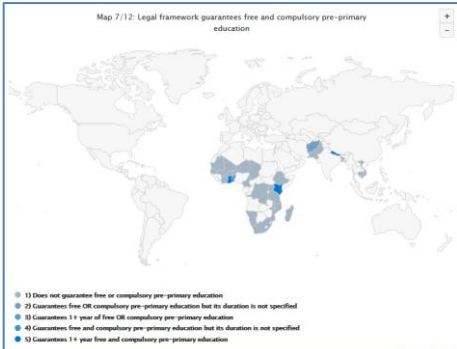 Map 7/12: Legal framework guarantees free and compulsory pre-primary
education
+
−
1) Does not guarantee free or compulsory pre-primary education
2) Guarantees free OR compulsory pre-primary education but its duration is not specified
3) Guarantees 1+ year of free OR compulsory pre-primary education
4) Guarantees free and compulsory pre-primary education but its duration is not specified
5) Guarantees 1+ year free and compulsory pre-primary education